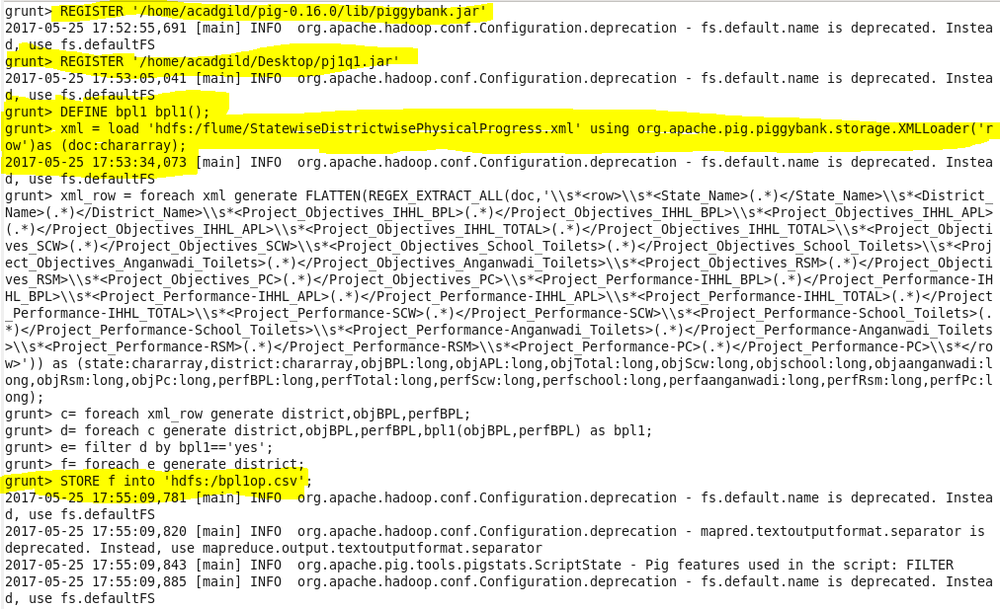 grunt> REGISTER '/home/acadgild/pig-0.16.0/lib/piggybank.jar'
2017-05-25 17:52:55,691 [main] INFO  org.apache.hadoop.conf.Configuration.deprecation - fs.default.name is deprecated. Instea
d, use fs.defaultFS
grunt> REGISTER '/home/acadgild/Desktop/pj1q1.jar'
2017-05-25 17:53:05,041 [main] INFO  org.apache.hadoop.conf.Configuration.deprecation - fs.default.name is deprecated. Instea
d, use fs.defaultFS
grunt> DEFINE bpl1 bpl1();
grunt> xml = load 'hdfs:/flume/StatewiseDistrictwisePhysicalProgress.xml' using org.apache.pig.piggybank.storage.XMLLoader('r
ow')as (doc:chararray);
2017-05-25 17:53:34,073 [main] INFO  org.apache.hadoop.conf.Configuration.deprecation - fs.default.name is deprecated. Instea
d, use fs.defaultFS
grunt> xml_row = foreach xml generate FLATTEN(REGEX_EXTRACT_ALL(doc,'\\s*<row>\\s*<State_Name>(.*)</State_Name>\\s*<District_
Name>(.*)</District_Name>\\s*<Project_Objectives_IHHL_BPL>(.*)</Project_Objectives_IHHL_BPL>\\s*<Project_Objectives_IHHL_APL>
(.*)</Project_Objectives_IHHL_APL>\\s*<Project_Objectives_IHHL_TOTAL>(.*)</Project_Objectives_IHHL_TOTAL>\\s*<Project_Objecti
ves_SCW>(.*)</Project_Objectives_SCW>\\s*<Project_Objectives_School_Toilets>(.*)</Project_Objectives_School_Toilets>\\s*<Proj
ect_Objectives_Anganwadi_Toilets>(.*)</Project_Objectives_Anganwadi_Toilets>\\s*<Project_Objectives_RSM>(.*)</Project_Objecti
ves_RSM>\\s*<Project_Objectives_PC>(.*)</Project_Objectives_PC>\\s*<Project_Performance-IHHL_BPL>(.*)</Project_Performance-IH
HL_BPL>\\s*<Project_Performance-IHHL_APL>(.*)</Project_Performance-IHHL_APL>\\s*<Project_Performance-IHHL_TOTAL>(.*)</Project
_Performance-IHHL_TOTAL>\\s*<Project_Performance-SCW>(.*)</Project_Performance-SCW>\\s*<Project_Performance-School_Toilets>(.
*)</Project_Performance-School_Toilets>\\s*<Project_Performance-Anganwadi_Toilets>(.*)</Project_Performance-Anganwadi_Toilets
>\\s*<Project_Performance-RSM>(.*)</Project_Performance-RSM>\\s*<Project_Performance-PC>(.*)</Project_Performance-PC>\\s*</ro
w>')) as (state:chararray,district:chararray,objBPL:long,objAPL:long,objTotal:long,objScw:long,objschool:long,objaanganwadi:l
ong,objRsm:long,objPc:long,perfBPL:long,perfTotal:long,perfScw:long,perfschool:long,perfaanganwadi:long,perfRsm:long,perfPc:l
ong);
grunt> c= foreach xml_row generate district,objBPL,perfBPL;
grunt> d= foreach c generate district,objBPL,perfBPL,bpl1(objBPL,perfBPL) as bpl1;
grunt> e= filter d by bpl1=='yes';
grunt> f= foreach e generate district;
grunt> STORE f into 'hdfs:/bpl1op.csv';
2017-05-25 17:55:09,781 [main] INFO  org.apache.hadoop.conf.Configuration.deprecation - fs.default.name is deprecated. Instea
d, use fs.defaultFS
2017-05-25 17:55:09,820 [main] INFO  org.apache.hadoop.conf.Configuration.deprecation - mapred.textoutputformat.separator is
deprecated. Instead, use mapreduce.output.textoutputformat.separator
2017-05-25 17:55:09,843 [main] INFO  org.apache.pig.tools.pigstats.ScriptState - Pig features used in the script: FILTER
2017-05-25 17:55:09,885 [main] INFO  org.apache.hadoop.conf.Configuration.deprecation - fs.default.name is deprecated. Instea
d, use fs.defaultFS